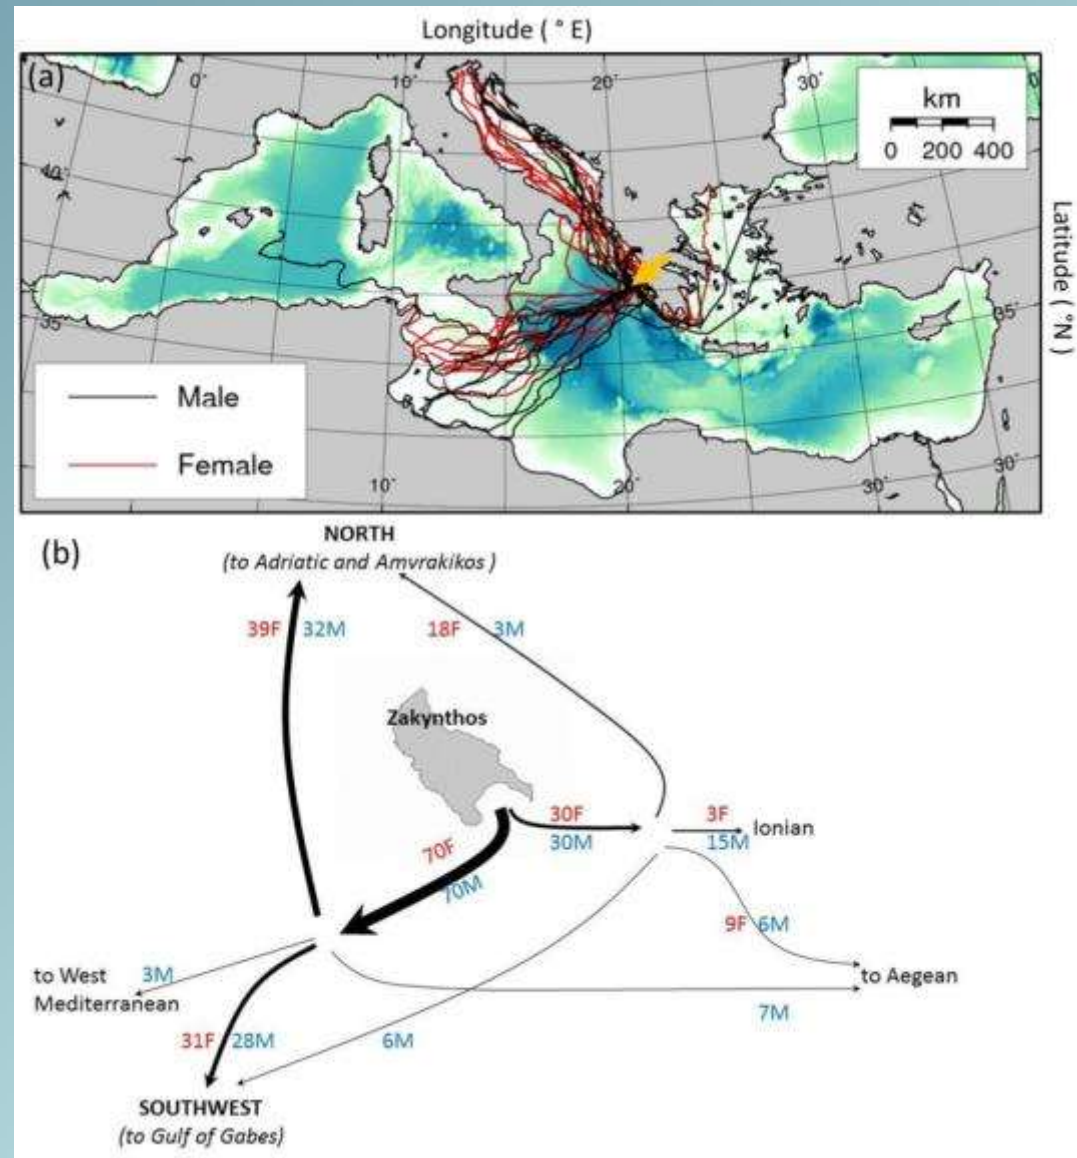 Longitude ( ° E)
(a)
0˚
10˚
20˚
30˚
km
0 200 400
40˚
35˚
35˚
30˚
Latitude ( °N)
Male
Female
10˚
20˚
30˚
NORTH
(b)
(to Adriatic and Amvrakikos )
39F 32M
18F 3M
Zakynthos
30F
30M
3F
15M
Ionian
70F
70M
9F 6M
to West
Mediterranean
3M
to Aegean
7M
31F 28M
6M
SOUTHWEST
(to Gulf of Gabes)